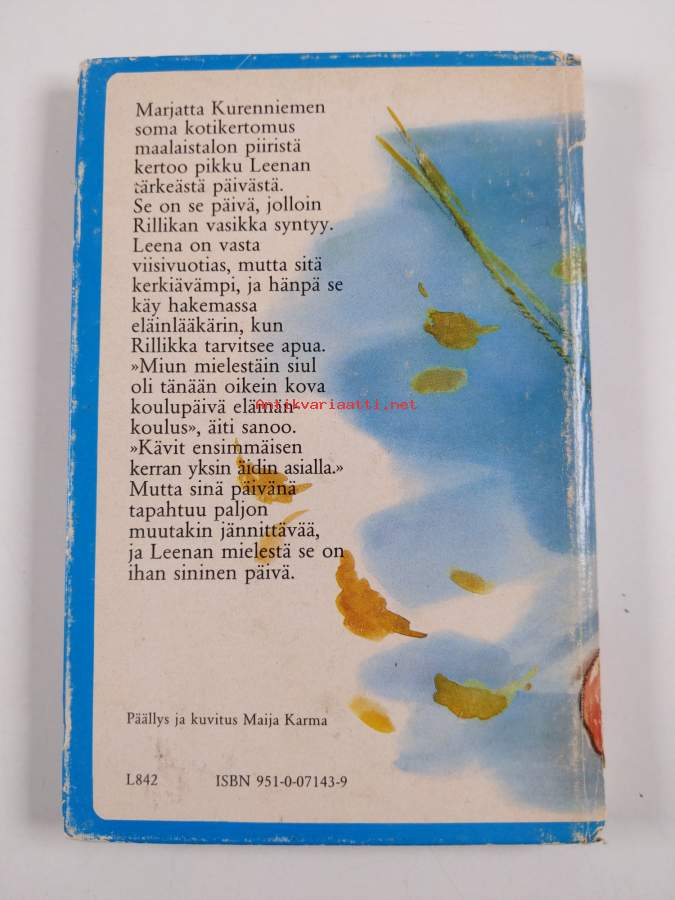 Marjatta Kurenniemen
soma kotikertomus
maalaistalon piiristä
kertoo pikku Leenan
tärkeästä päivästä.
Se on se päivä, jolloin
Rillikan vasikka syntyy.
Leena on vasta
viisivuotias, mutta sitä
kerkiävämpi, ja hänpä se
käy hakemassa
eläinlääkärin, kun
Rillikka tarvitsee apua.
»Miun mielestäin siul
oli tänään oikein kova
koulupäivä elämän
Antikvariaatti.net
koulus», äiti sanoo.
»Kävit ensimmäisen
kerran yksin äidin asialla.»
Mutta sinä päivänä
tapahtuu paljon
muutakin jännittävää,
ja Leenan mielestä se on
ihan sininen päivä.
Päällys ja kuvitus Maija Karma
L842 ISBN 951-0-07143-9